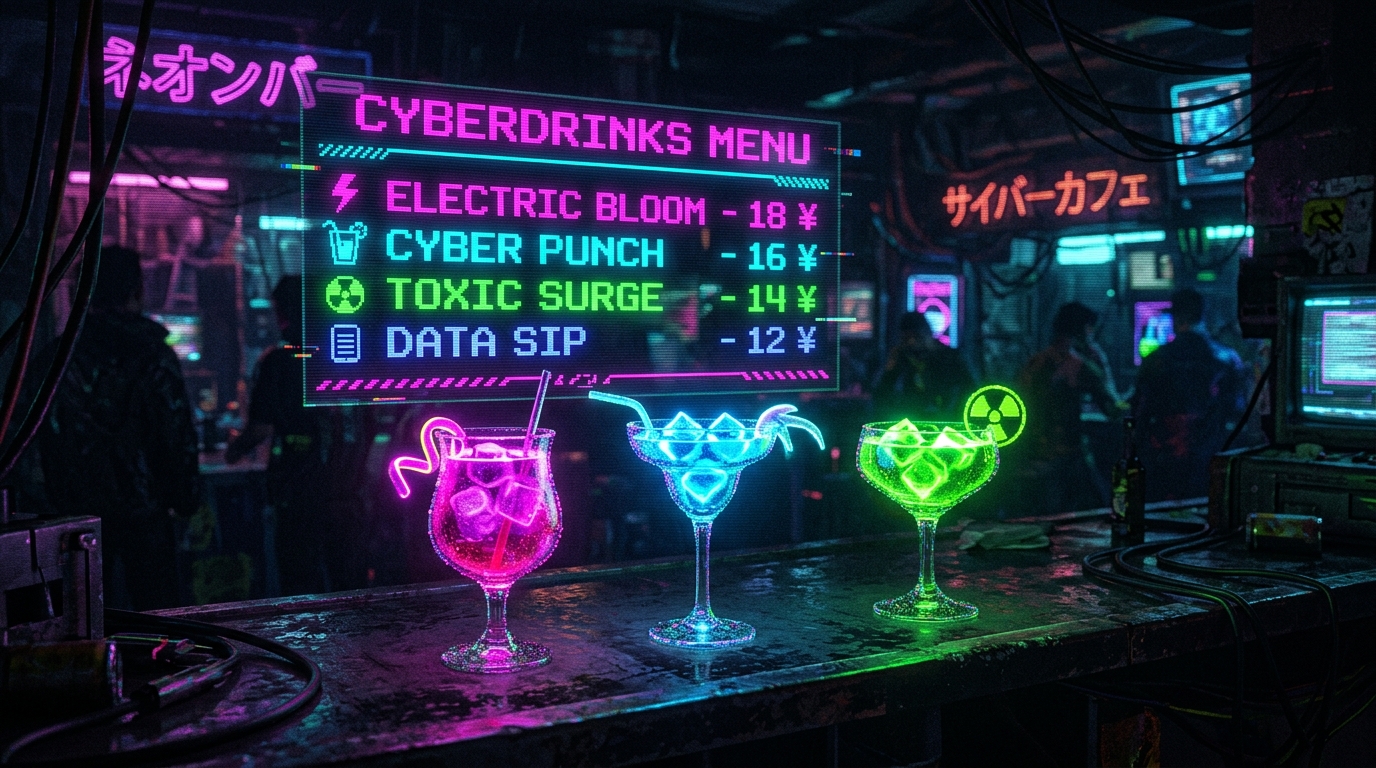 ネオンバー
CYBERDRINKS MENU
ELECTRIC BLOOM - 18 ¥
CYBER PUNCH - 16 ¥
TOXIC SURGE - 14 ¥
DATA SIP - 12 ¥
サイバーカフェ